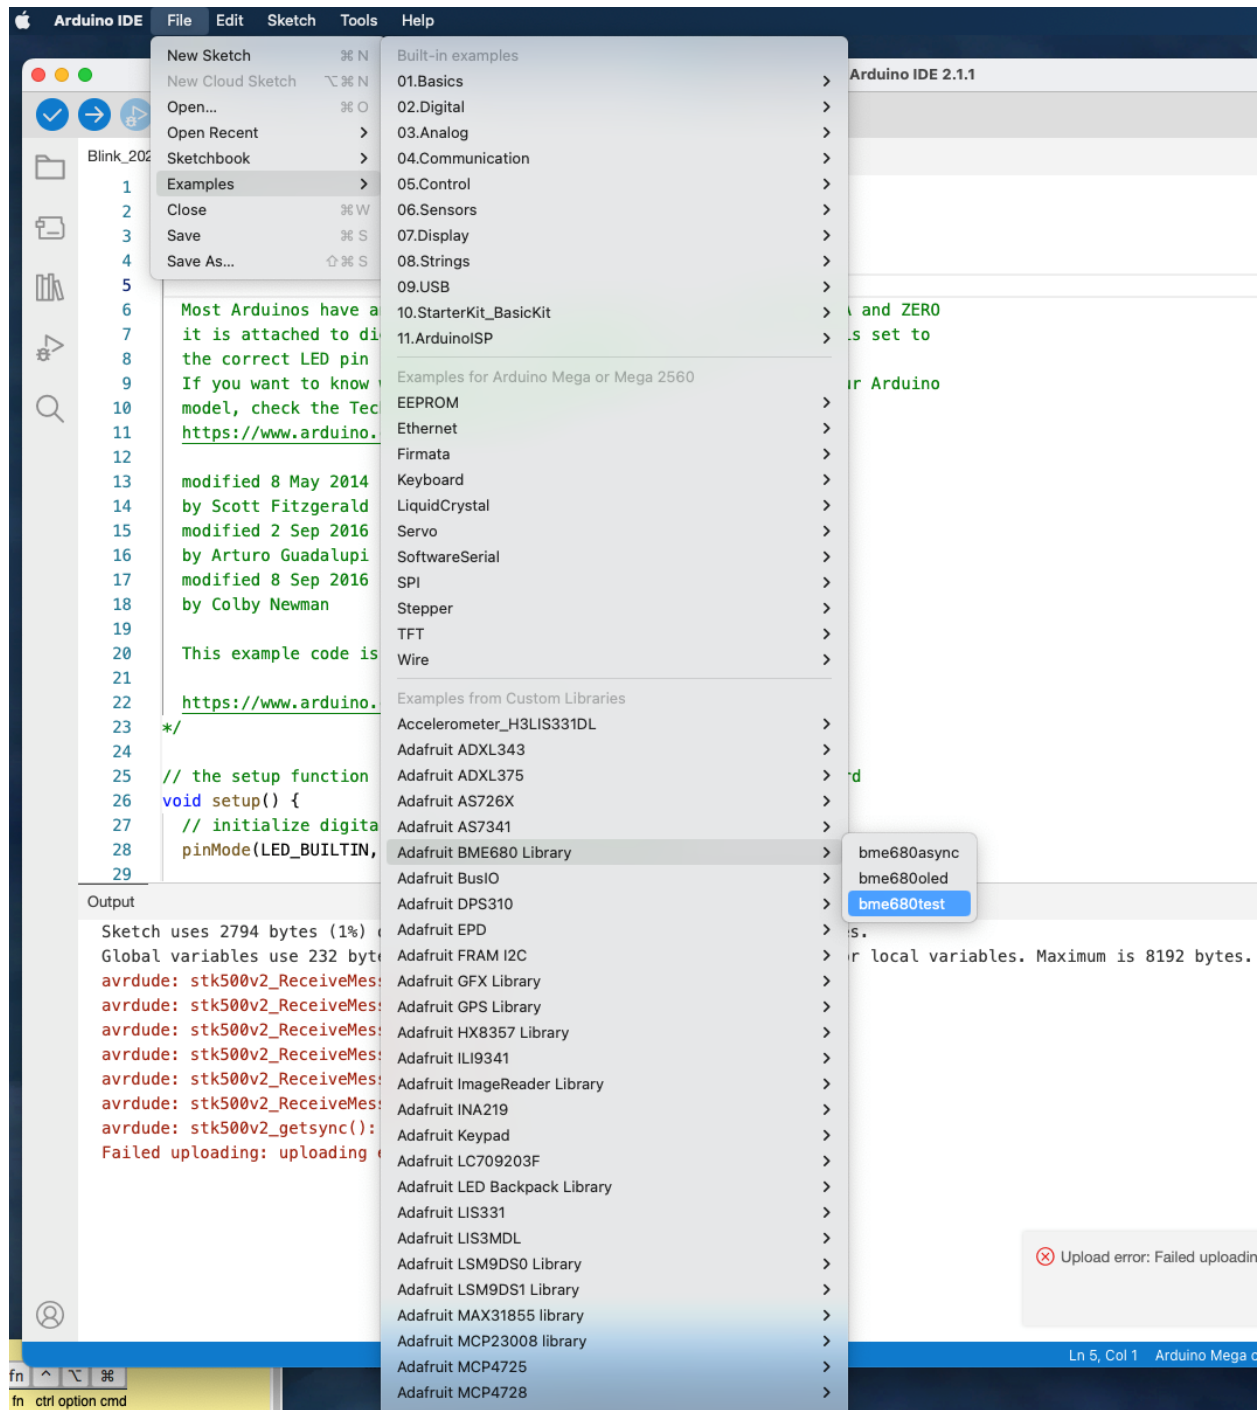 Arduino IDE File Edit Sketch Tools Help
Arduino IDE 2.1.1
New Sketch ⌘ N
New Cloud Sketch ⌥ ⌘ N
Open... ⌘ O
Open Recent
Sketchbook
Examples
Close ⌘ W
Save ⌘ S
Save As... ⇧ ⌘ S
Built-in examples
01.Basics
02.Digital
03.Analog
04.Communication
05.Control
06.Sensors
07.Display
08.Strings
09.USB
10.StarterKit_BasicKit
11.ArduinoISP
Examples for Arduino Mega or Mega 2560
EEPROM
Ethernet
Firmata
Keyboard
LiquidCrystal
Servo
SoftwareSerial
SPI
Stepper
TFT
Wire
Examples from Custom Libraries
Accelerometer_H3LIS331DL
Adafruit ADXL343
Adafruit ADXL375
Adafruit AS726X
Adafruit AS7341
Adafruit BME680 Library
Adafruit BusIO
Adafruit DPS310
Adafruit EPD
Adafruit FRAM I2C
Adafruit GFX Library
Adafruit GPS Library
Adafruit HX8357 Library
Adafruit ILI9341
Adafruit ImageReader Library
Adafruit INA219
Adafruit Keypad
Adafruit LC709203F
Adafruit LED Backpack Library
Adafruit LIS331
Adafruit LIS3MDL
Adafruit LSM9DS0 Library
Adafruit LSM9DS1 Library
Adafruit MAX31855 library
Adafruit MCP23008 library
Adafruit MCP4725
Adafruit MCP4728
bme680async
bme680oled
bme680test
Blink_202
1
2
3
4
5
6 Most Arduinos have a and ZERO
7 it is attached to di s set to
8 the correct LED pin
9 If you want to know ur Arduino
10 model, check the Tec
11 https://www.arduino.
12
13 modified 8 May 2014
14 by Scott Fitzgerald
15 modified 2 Sep 2016
16 by Arturo Guadalupi
17 modified 8 Sep 2016
18 by Colby Newman
19
20 This example code is
21
22 https://www.arduino.
23 */
24
25 // the setup function rd
26 void setup() {
27 // initialize digita
28 pinMode(LED_BUILTIN,
29
Output
Sketch uses 2794 bytes (1%) s.
Global variables use 232 byte r local variables. Maximum is 8192 bytes.
avrdude: stk500v2_ReceiveMes
avrdude: stk500v2_ReceiveMes
avrdude: stk500v2_ReceiveMes
avrdude: stk500v2_ReceiveMes
avrdude: stk500v2_ReceiveMes
avrdude: stk500v2_ReceiveMes
avrdude: stk500v2_getsync():
Failed uploading: uploading
Upload error: Failed uploadin
Ln 5, Col 1 Arduino Mega o
fn ^ ⌥ ⌘
fn ctrl option cmd